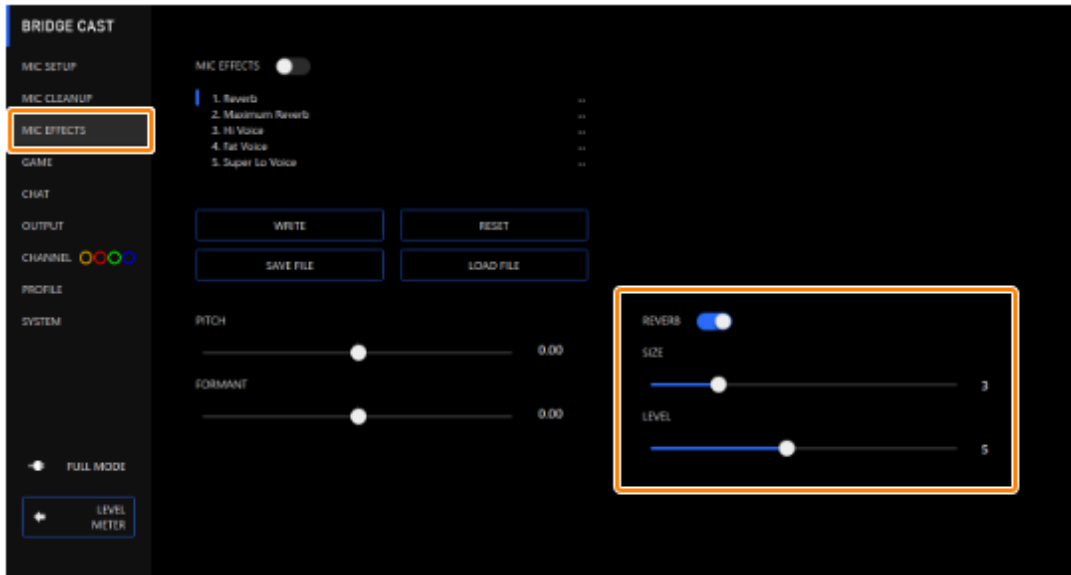 BRIDGE CAST
MIC SETUP
MIC CLEANUP
MIC EFFECTS
GAME
CHAT
OUTPUT
CHANNEL
PROFILE
SYSTEM
FULL MODE
LEVEL
METER
MIC EFFECTS
1. Reverb
2. Maximum Reverb
3. Hi Voice
4. Fat Voice
5. Super Lo Voice
WRITE
RESET
SAVE FILE
LOAD FILE
PITCH
0.00
FORMANT
0.00
REVERB
SIZE
3
LEVEL
5